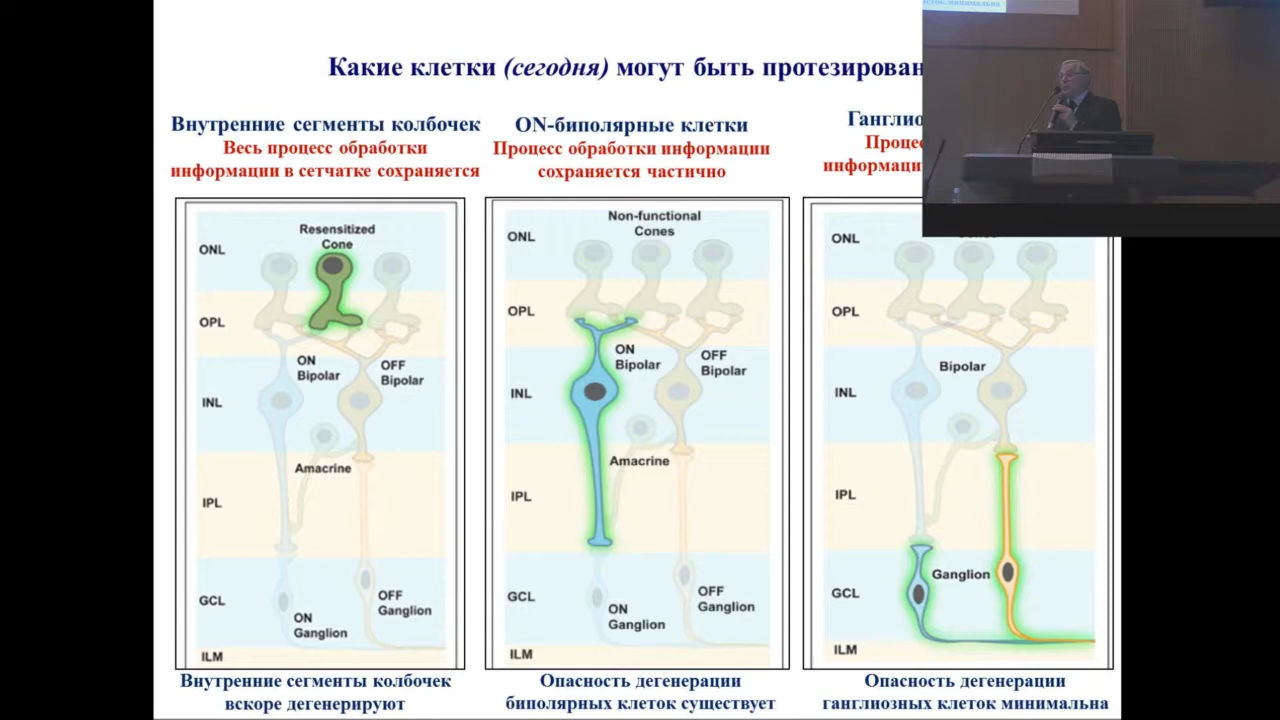 Какие клетки (сегодня) могут быть протезирован
Внутренние сегменты колбочек
Весь процесс обработки
информации в сетчатке сохраняется
ON-биполярные клетки
Процесс обработки информации
сохраняется частично
Resensitized
Cone
ONL
OPL
ON
Bipolar
OFF
Bipolar
INL
Amacrine
IPL
GCL
OFF
Ganglion
ON
Ganglion
ILM
Non-functional
Cones
ONL
OPL
ON
Bipolar
OFF
Bipolar
INL
Amacrine
IPL
GCL
OFF
Ganglion
ON
Ganglion
ILM
ONL
OPL
Bipolar
INL
IPL
Ganglion
GCL
ILM
Внутренние сегменты колбочек
вскоре дегенерируют
Опасность дегенерации
биполярных клеток существует
Опасность дегенерации
ганглиозных клеток минимальна